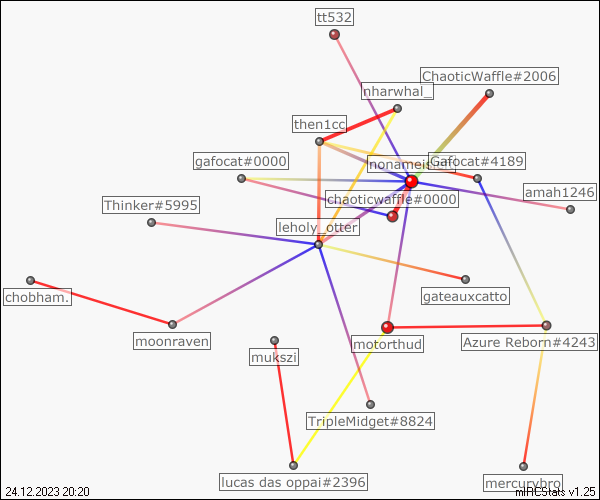 tt532
ChaoticWaffle#2006
nharwhal_
then1cc
gafocat#0000
Gafocat#4189
chaoticwaffle#0000
amah1246
Thinker#5995
leholy_otter
chobham.
gateauxcatto
moonraven
motorthud
Azure Reborn#4243
mukszi
TripleMidget#8824
lucas das oppai#2396
mercurybro
24.12.2023 20:20
mIRCStats v1.25